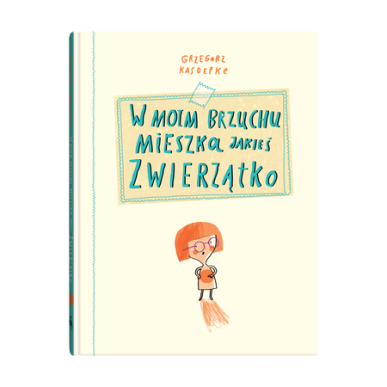 GRZEGORZ
KASDEPKE
W MOIM BRZUCHU
MIESZKA JAKIEŚ
ZWIERZĄTKO